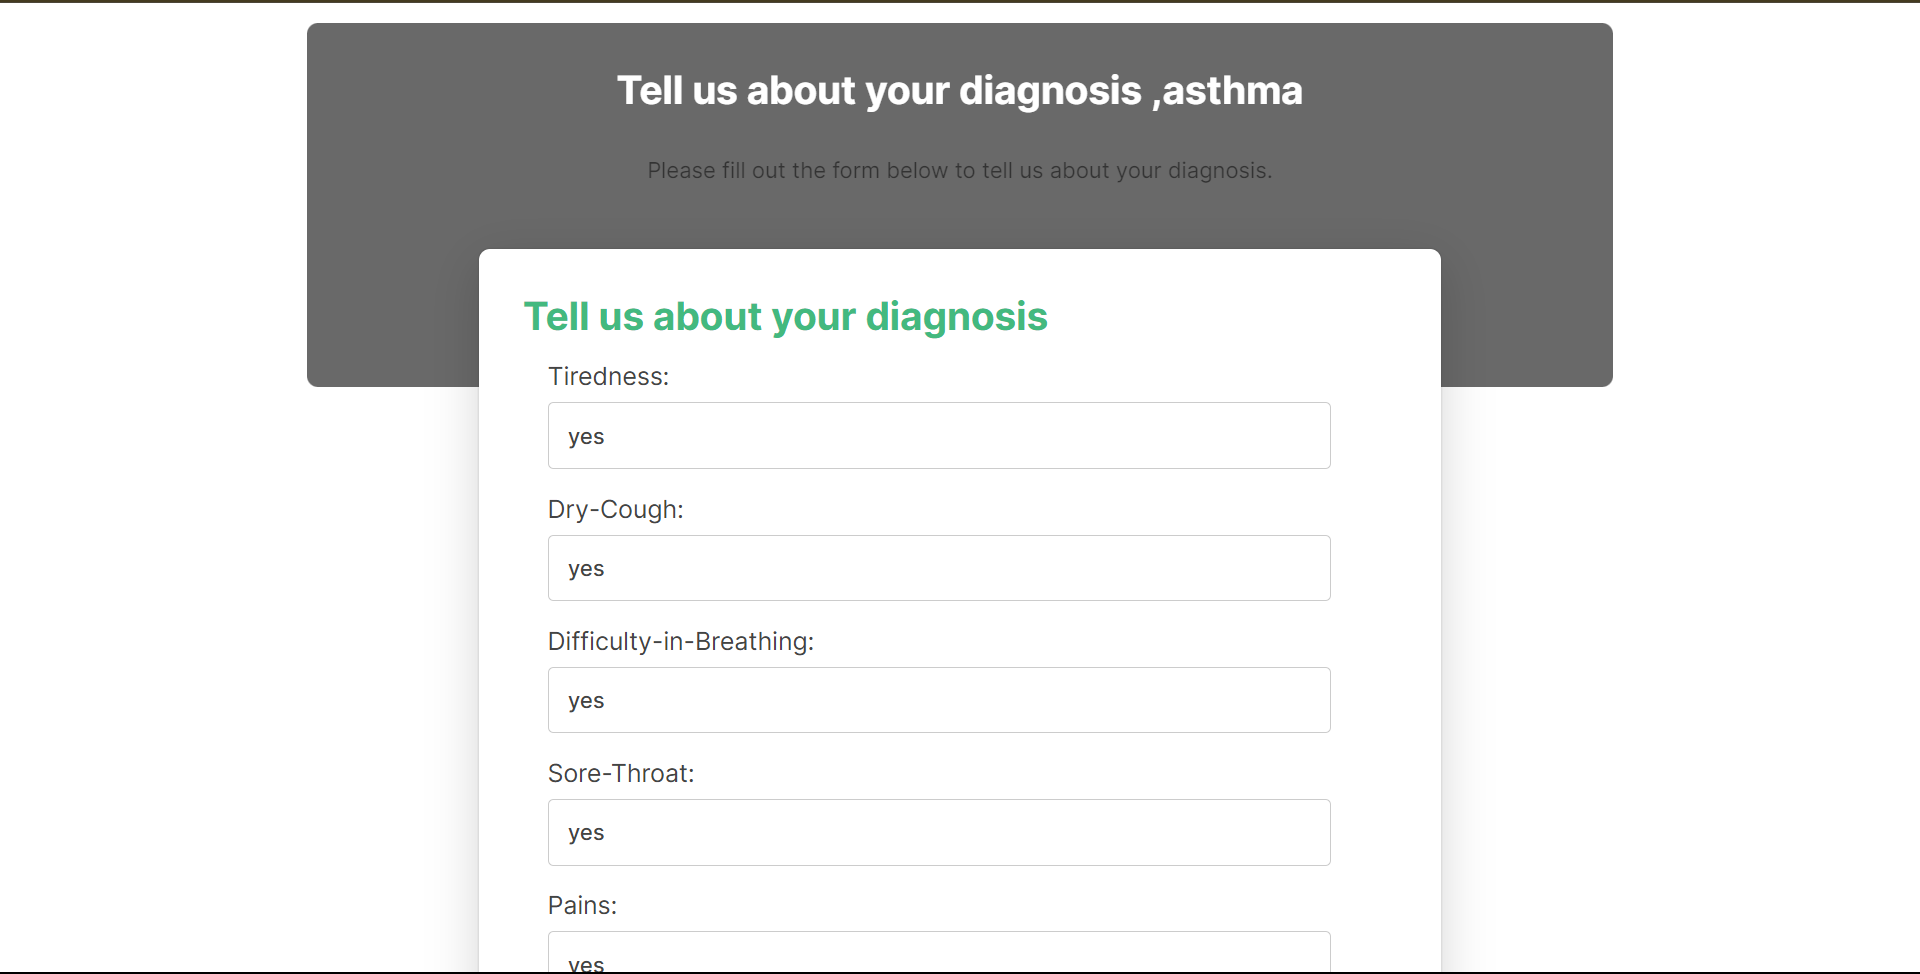 Tell us about your diagnosis ,asthma
Please fill out the form below to tell us about your diagnosis.
Tell us about your diagnosis
Tiredness:
yes
Dry-Cough:
yes
Difficulty-in-Breathing:
yes
Sore-Throat:
yes
Pains:
yes